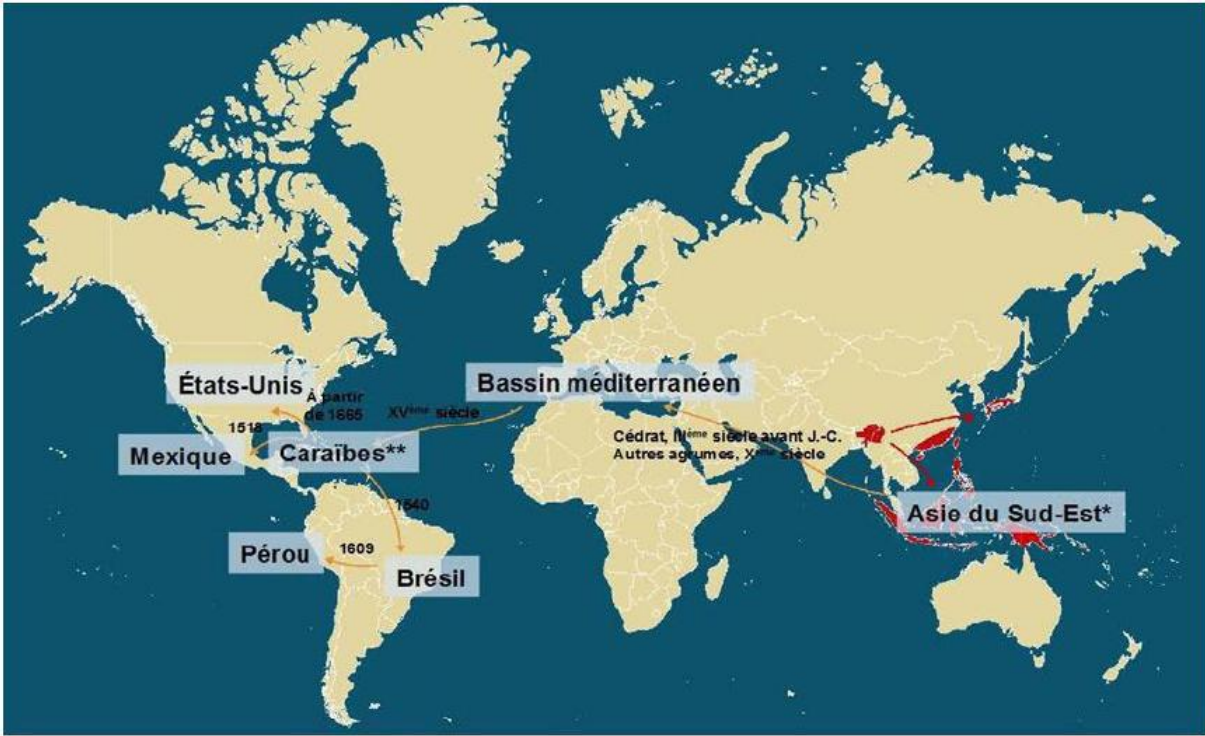 États-Unis
À partir
de 1665
XVème siècle
Bassin méditerranéen
1518
Mexique
Caraïbes**
Cédrat, IIIème siècle avant J.-C.
Autres agrumes, Xème siècle
1540
Asie du Sud-Est*
Pérou
1609
Brésil